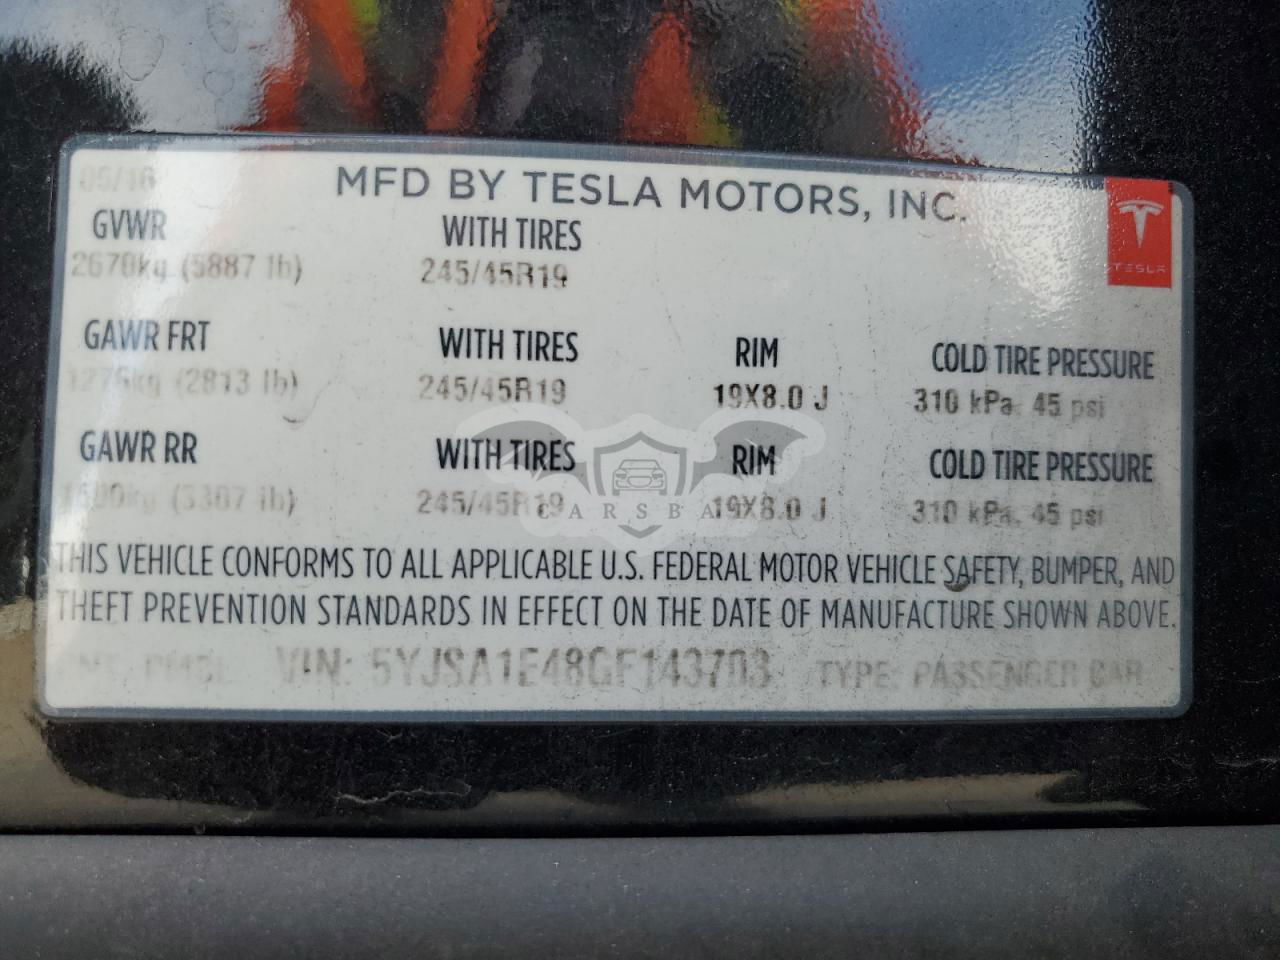 05/16 MFD BY TESLA MOTORS, INC.
TESLA
GVWR WITH TIRES
2670kg (5887 lb) 245/45R19
GAWR FRT WITH TIRES RIM COLD TIRE PRESSURE
1276kg (2813 lb) 245/45R19 19X8.0 J 310 kPa, 45 psi
GAWR RR WITH TIRES RIM COLD TIRE PRESSURE
(3307 lb) 245/45R19 19X8.0 J 310 kPa, 45 psi
THIS VEHICLE CONFORMS TO ALL APPLICABLE U.S. FEDERAL MOTOR VEHICLE SAFETY, BUMPER, AND
THEFT PREVENTION STANDARDS IN EFFECT ON THE DATE OF MANUFACTURE SHOWN ABOVE.
VIN: 5YJSA1E48GF143703 TYPE: PASSENGER CAR